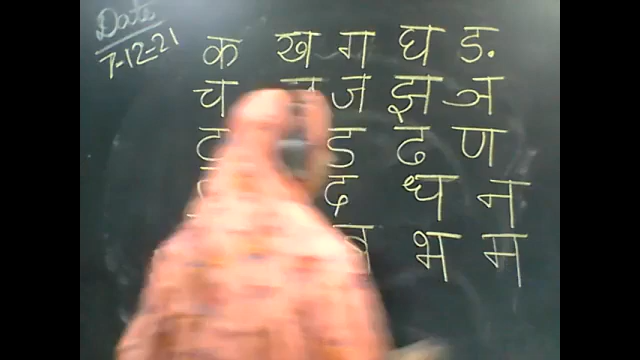 Date
7-12-21
क ख ग घ ङ
च ज झ ञ
ड ढ ण
द ध न
ब भ म